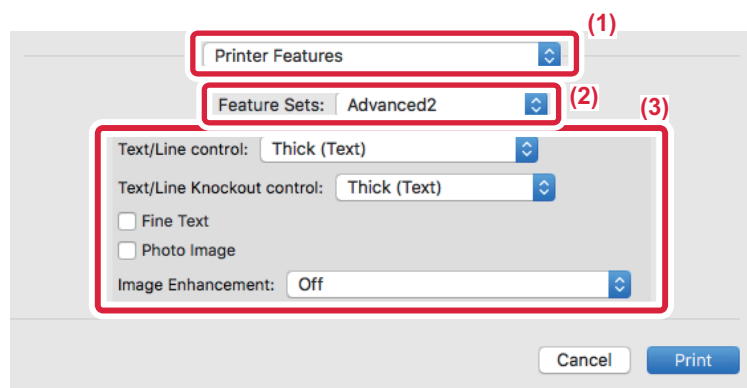 (1)
Printer Features
(2)
Feature Sets: Advanced2
(3)
Text/Line control: Thick (Text)
Text/Line Knockout control: Thick (Text)
Fine Text
Photo Image
Image Enhancement: Off
Cancel Print